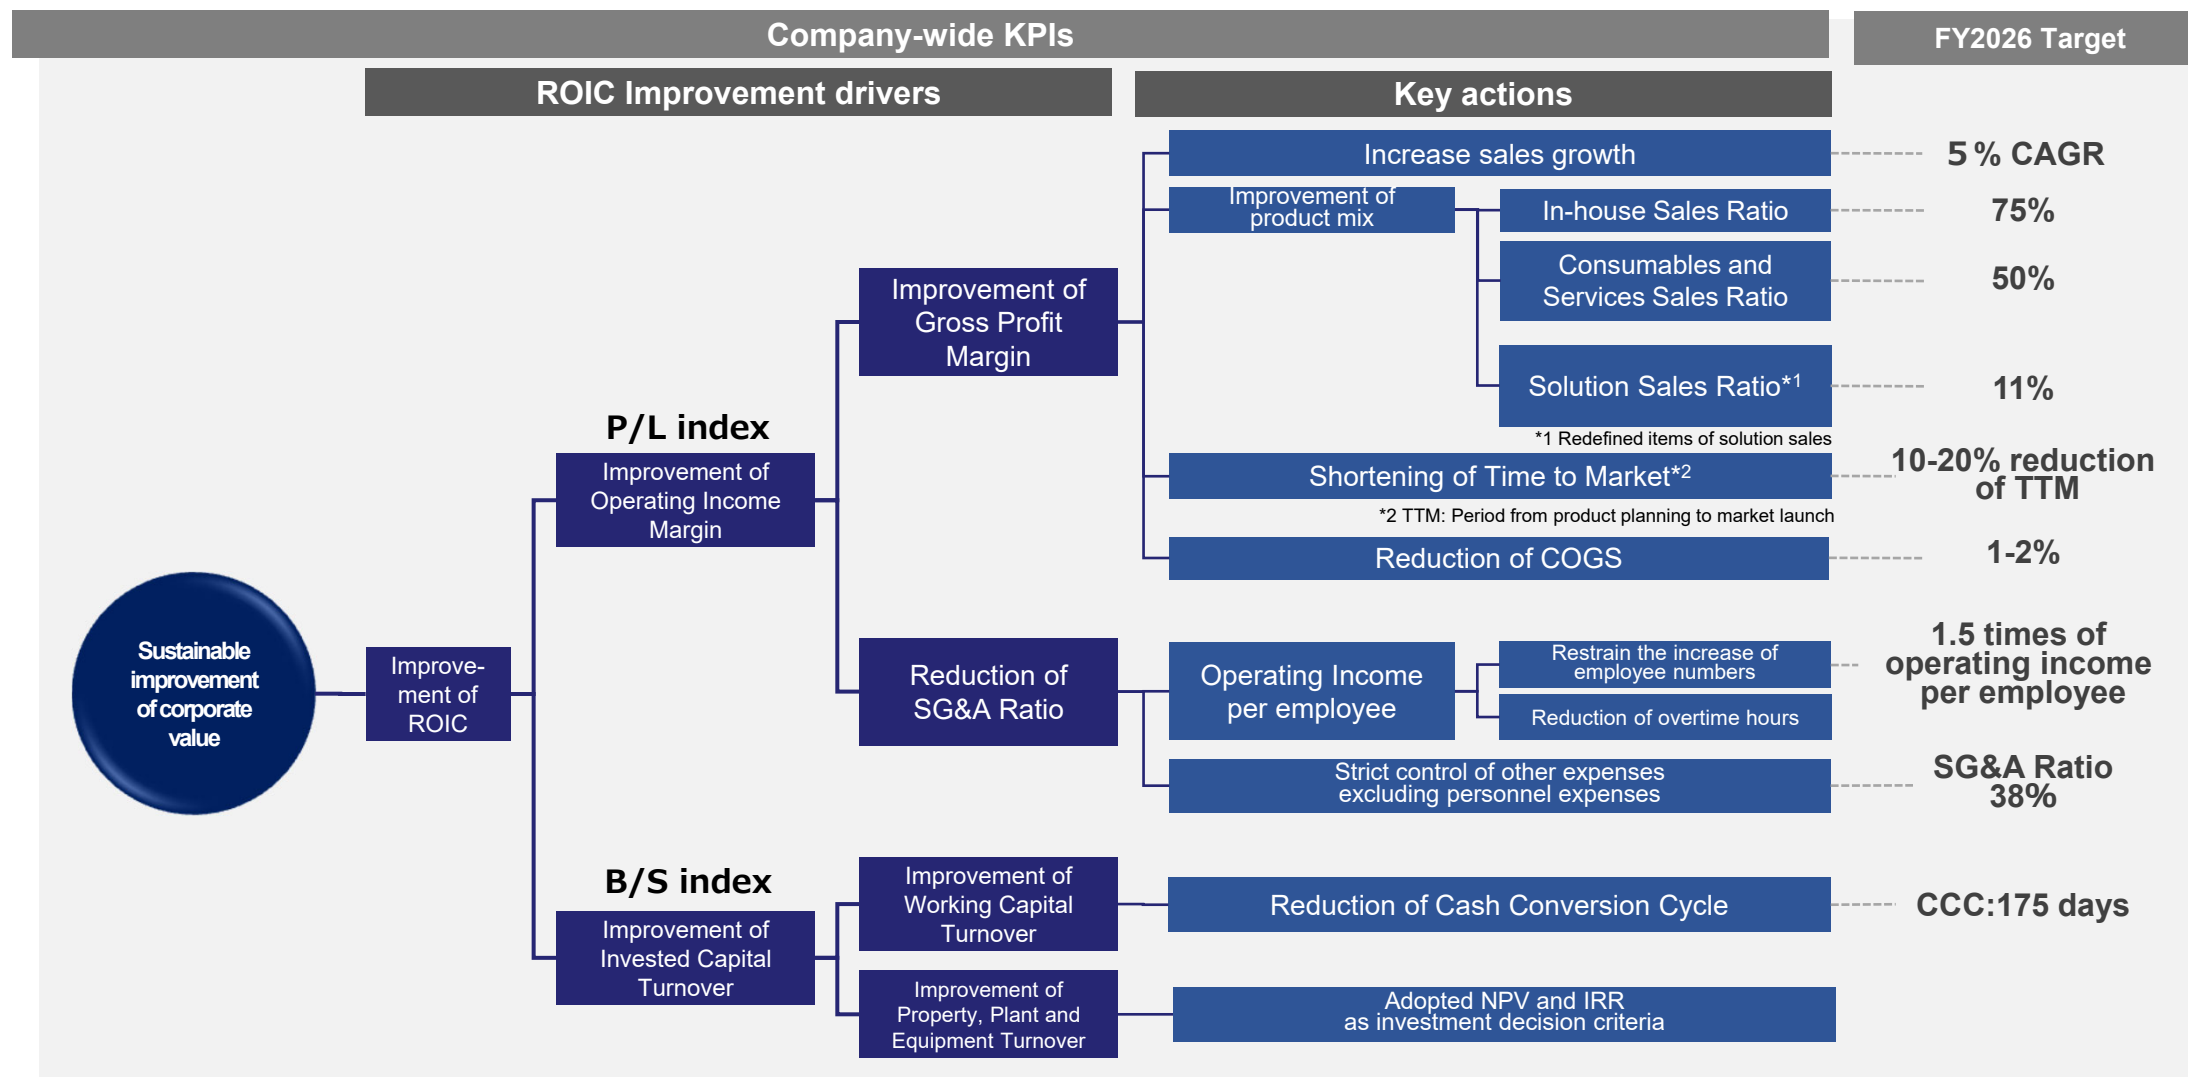 Company-wide KPIs
FY2026 Target
ROIC Improvement drivers
Key actions
Sustainable
improvement
of corporate
value
Improve-
ment of
ROIC
P/L index
Improvement of
Operating Income
Margin
B/S index
Improvement of
Invested Capital
Turnover
Improvement of
Gross Profit
Margin
Reduction of
SG&A Ratio
Improvement of
Working Capital
Turnover
Improvement of
Property, Plant and
Equipment Turnover
Increase sales growth
5 % CAGR
Improvement of
product mix
In-house Sales Ratio
75%
Consumables and
Services Sales Ratio
50%
Solution Sales Ratio*1
11%
*1 Redefined items of solution sales
Shortening of Time to Market*2
10-20% reduction
of TTM
*2 TTM: Period from product planning to market launch
Reduction of COGS
1-2%
Operating Income
per employee
Restrain the increase of
employee numbers
Reduction of overtime hours
1.5 times of
operating income
per employee
Strict control of other expenses
excluding personnel expenses
SG&A Ratio
38%
Reduction of Cash Conversion Cycle
CCC:175 days
Adopted NPV and IRR
as investment decision criteria